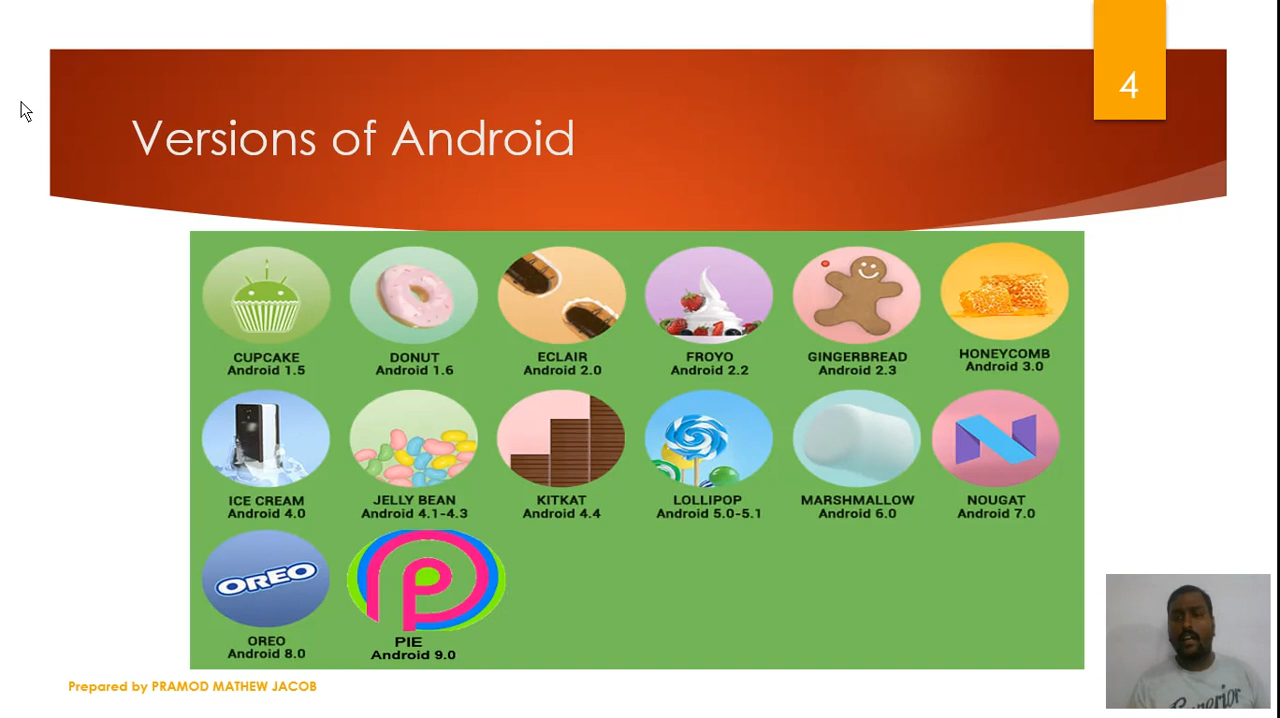 4
Versions of Android
CUPCAKE
Android 1.5
DONUT
Android 1.6
ECLAIR
Android 2.0
FROYO
Android 2.2
GINGERBREAD
Android 2.3
HONEYCOMB
Android 3.0
ICE CREAM
Android 4.0
JELLY BEAN
Android 4.1-4.3
KITKAT
Android 4.4
LOLLIPOP
Android 5.0-5.1
MARSHMALLOW
Android 6.0
NOUGAT
Android 7.0
OREO
OREO
Android 8.0
PIE
Android 9.0
Prepared by PRAMOD MATHEW JACOB
Superior